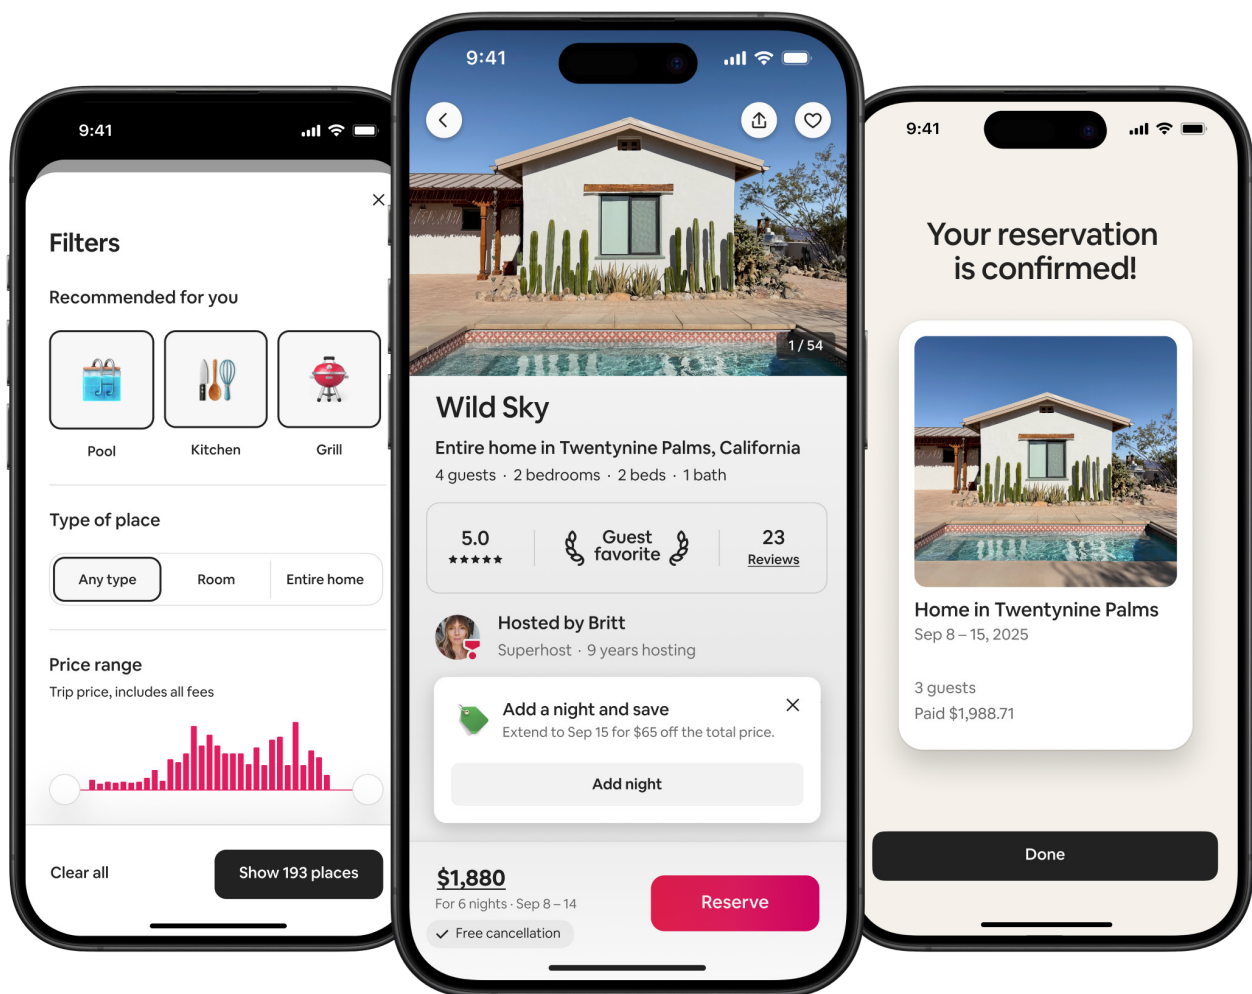 9:41
Filters
Recommended for you
Pool
Kitchen
Grill
Type of place
Any type
Room
Entire home
Price range
Trip price, includes all fees
Clear all
Show 193 places
9:41
1 / 54
Wild Sky
Entire home in Twentynine Palms, California
4 guests · 2 bedrooms · 2 beds · 1 bath
5.0
Guest
favorite
23
Reviews
Hosted by Britt
Superhost · 9 years hosting
Add a night and save
Extend to Sep 15 for $65 off the total price.
Add night
$1,880
For 6 nights · Sep 8 – 14
Free cancellation
Reserve
9:41
Your reservation
is confirmed!
Home in Twentynine Palms
Sep 8 – 15, 2025
3 guests
Paid $1,988.71
Done